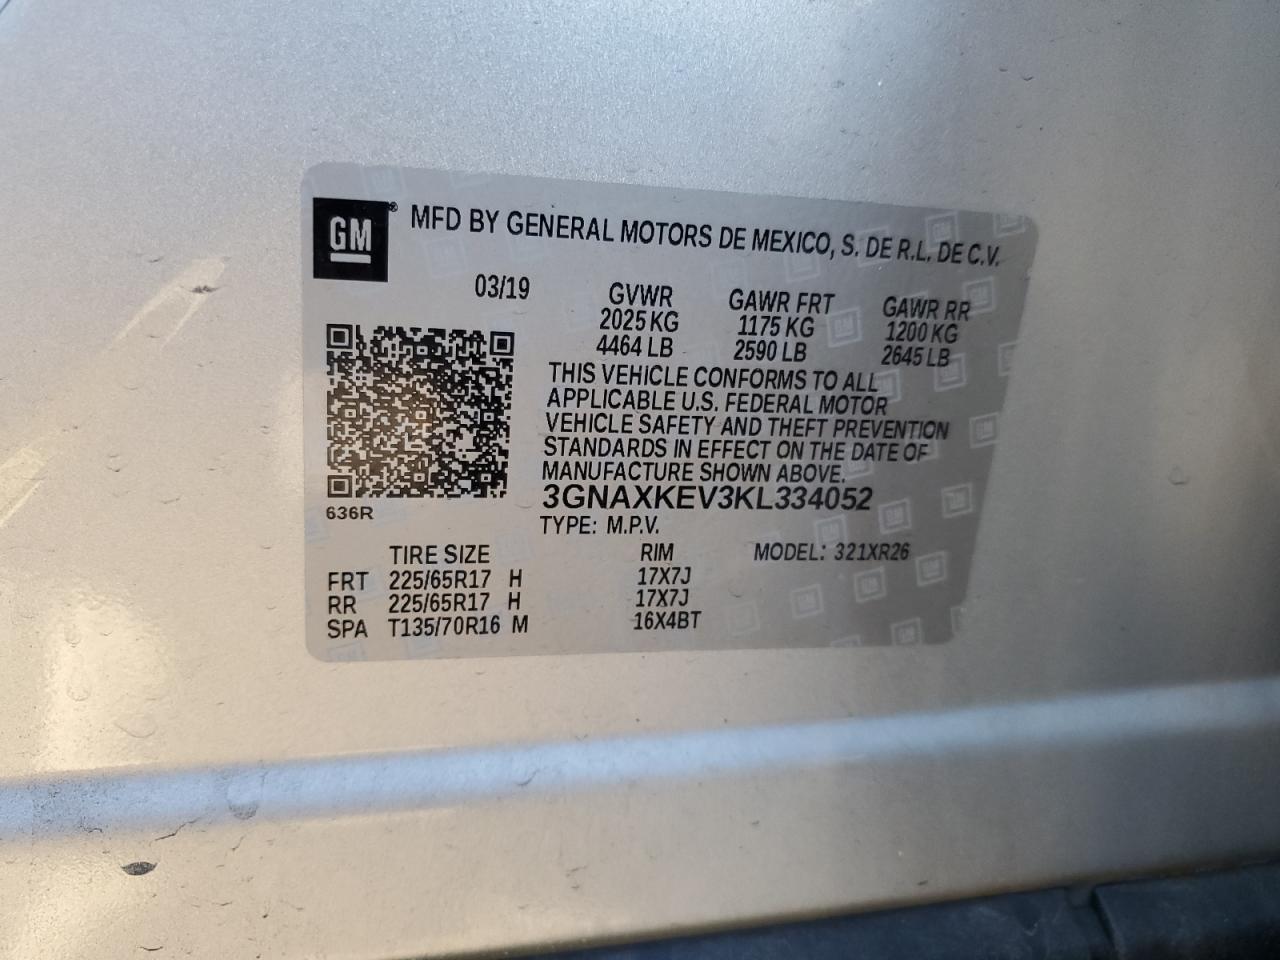 GM ® MFD BY GENERAL MOTORS DE MEXICO, S. DE R.L. DE C.V.
03/19 GVWR GAWR FRT GAWR RR
2025 KG 1175 KG 1200 KG
4464 LB 2590 LB 2645 LB
THIS VEHICLE CONFORMS TO ALL
APPLICABLE U.S. FEDERAL MOTOR
VEHICLE SAFETY AND THEFT PREVENTION
STANDARDS IN EFFECT ON THE DATE OF
MANUFACTURE SHOWN ABOVE.
636R 3GNAXKEV3KL334052
TYPE: M.P.V.
TIRE SIZE RIM MODEL: 321XR26
FRT 225/65R17 H 17X7J
RR 225/65R17 H 17X7J
SPA T135/70R16 M 16X4BT